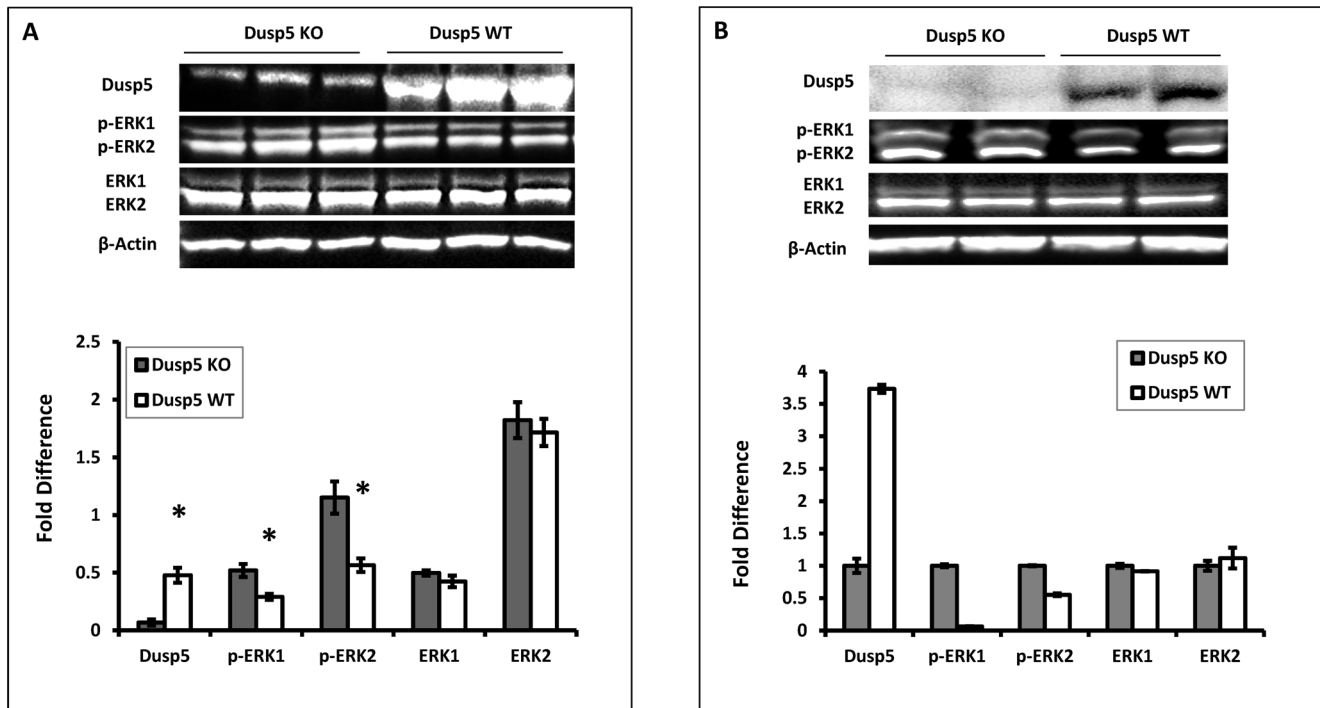 A
Dusp5 KO
Dusp5 WT
Dusp5
p-ERK1
p-ERK2
ERK1
ERK2
β-Actin
2.5
2
1.5
1
0.5
0
Fold Difference
Dusp5 KO
Dusp5 WT
*
*
*
Dusp5
p-ERK1
p-ERK2
ERK1
ERK2
B
Dusp5 KO
Dusp5 WT
Dusp5
p-ERK1
p-ERK2
ERK1
ERK2
β-Actin
4
3.5
3
2.5
2
1.5
1
0.5
0
Fold Difference
Dusp5 KO
Dusp5 WT
Dusp5
p-ERK1
p-ERK2
ERK1
ERK2